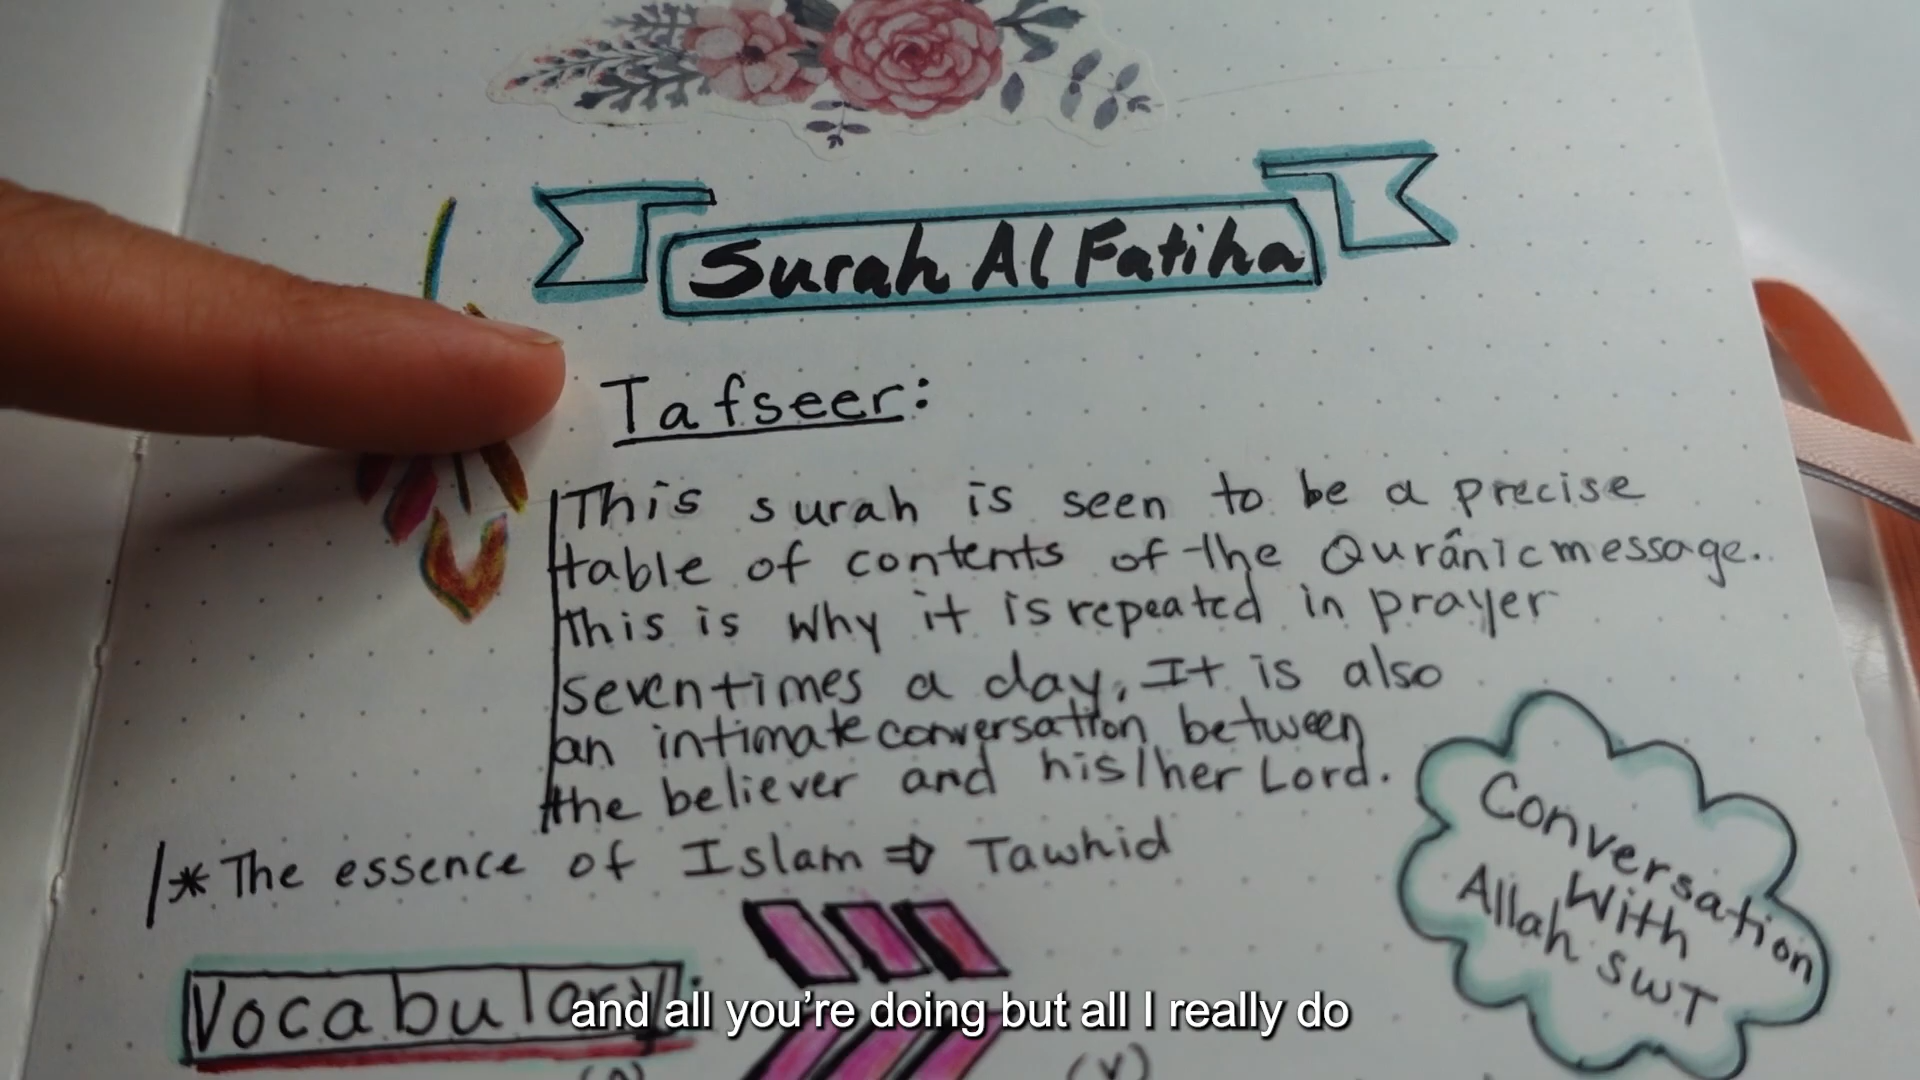 Surah Al Fatiha
Tafseer:
This surah is seen to be a precise
table of contents of the Quránic message.
this is why it is repeated in prayer
seven times a day. It is also
an intimate conversation between
the believer and his/her Lord.
* The essence of Islam ⇒ Tawhid
Conversation
With
Allah SWT
Vocabulary:
and all you're doing but all I really do